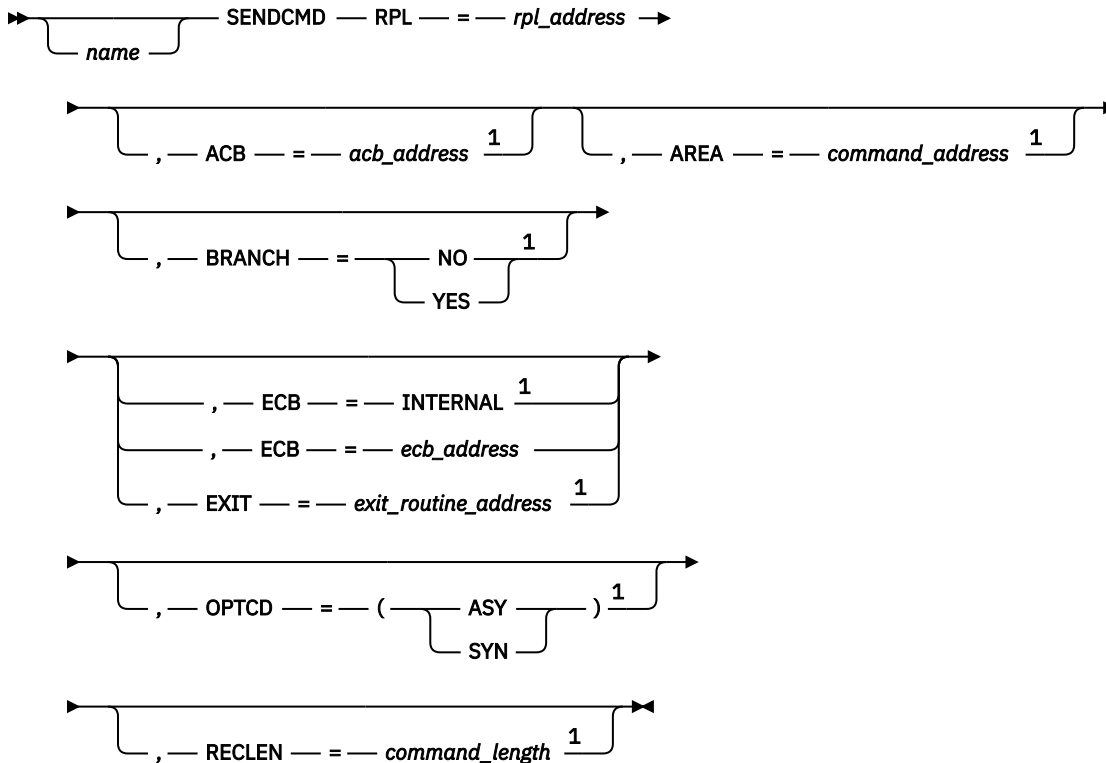 SENDCMD RPL = rpl_address
name
, ACB = acb_address 1 , AREA = command_address 1
, BRANCH = NO 1
YES
, ECB = INTERNAL 1
, ECB = ecb_address
, EXIT = exit_routine_address 1
, OPTCD = ( ASY ) 1
SYN
, RECLEN = command_length 1